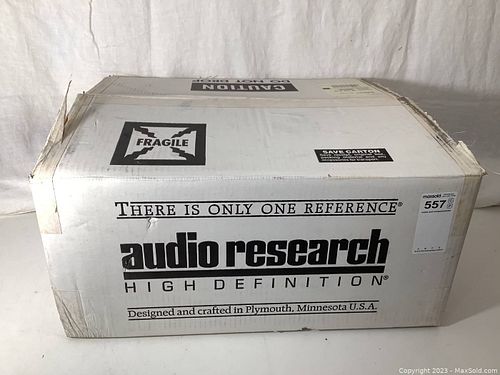 CAUTION
DO NOT DROP
FRAGILE
SAVE CARTON
THERE IS ONLY ONE REFERENCE®
maxsold
557
audio research
HIGH DEFINITION®
Designed and crafted in Plymouth, Minnesota U.S.A.
Copyright 2023 - MaxSold.com